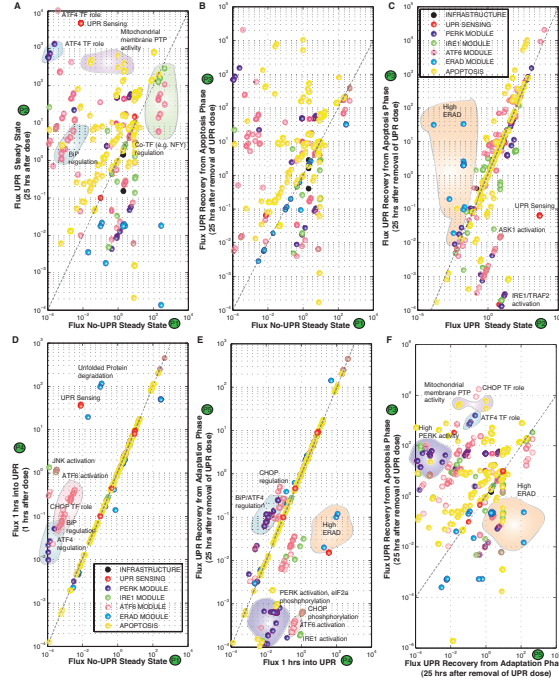 A
ATF4 TF role
UPR Sensing
ATF4 TF role
Mitochondrial
membrane PTP
activity
BiP
regulation
Co-TF (e.g. NFY)
regulation
Flux UPR Steady State
(25 hrs after dose)
Flux No-UPR Steady State
P1
B
Flux UPR Recovery from Apoptosis Phase
(25 hrs after removal of UPR dose)
Flux No-UPR Steady State
C
INFRASTRUCTURE
UPR SENSING
PERK MODULE
IRE1 MODULE
ATF6 MODULE
ERAD MODULE
APOPTOSIS
High
ERAD
UPR Sensing
ASK1 activation
IRE1/TRAF2
activation
Flux UPR Recovery from Apoptosis Phase
(25 hrs after removal of UPR dose)
Flux UPR Steady State
D
Unfolded Protein
degradation
UPR Sensing
JNK activation
ATF6 activation
CHOP TF role
BiP
regulation
ATF4
regulation
INFRASTRUCTURE
UPR SENSING
PERK MODULE
IRE1 MODULE
ATF6 MODULE
ERAD MODULE
APOPTOSIS
Flux 1 hrs into UPR
(1 hrs after dose)
P4
Flux No-UPR Steady State
P1
E
CHOP
regulation
BiP/ATF4
regulation
High
ERAD
PERK activation, eIF2a
phosphorylation
CHOP
phosphorylation
ATF6 activation
IRE1 activation
Flux UPR Recovery from Adaptation Phase
(25 hrs after removal of UPR dose)
Flux 1 hrs into UPR
P4
F
Mitochondrial
membrane PTP
activity
CHOP TF role
ATF4 TF role
High
PERK activity
High
ERAD
Flux UPR Recovery from Apoptosis Phase
(25 hrs after removal of UPR dose)
Flux UPR Recovery from Adaptation Phas
(25 hrs after removal of UPR dose)